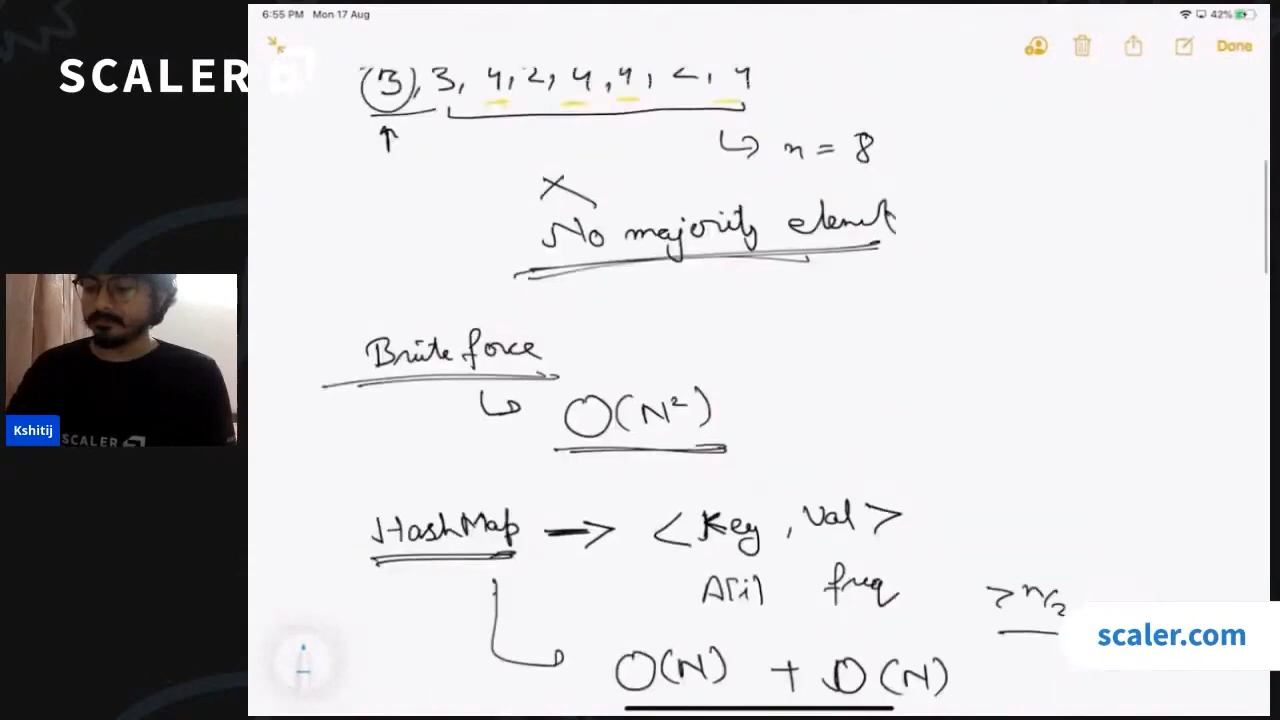 6:55 PM Mon 17 Aug 42%
Done
SCALER
3, 3, 4, 2, 4, 4, 2, 4
n = 8
No majority element
Brute force
O(N²)
Kshitij
SCALER
HashMap → <Key, Val>
A[i] freq > n/2
scaler.com
O(N) + O(N)